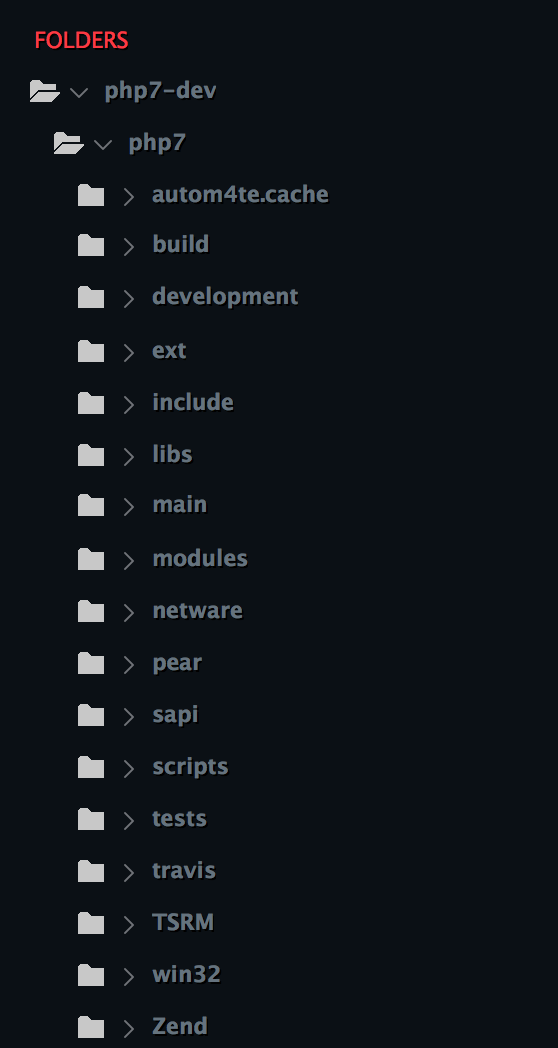 FOLDERS
php7-dev
php7
autom4te.cache
build
development
ext
include
libs
main
modules
netware
pear
sapi
scripts
tests
travis
TSRM
win32
Zend